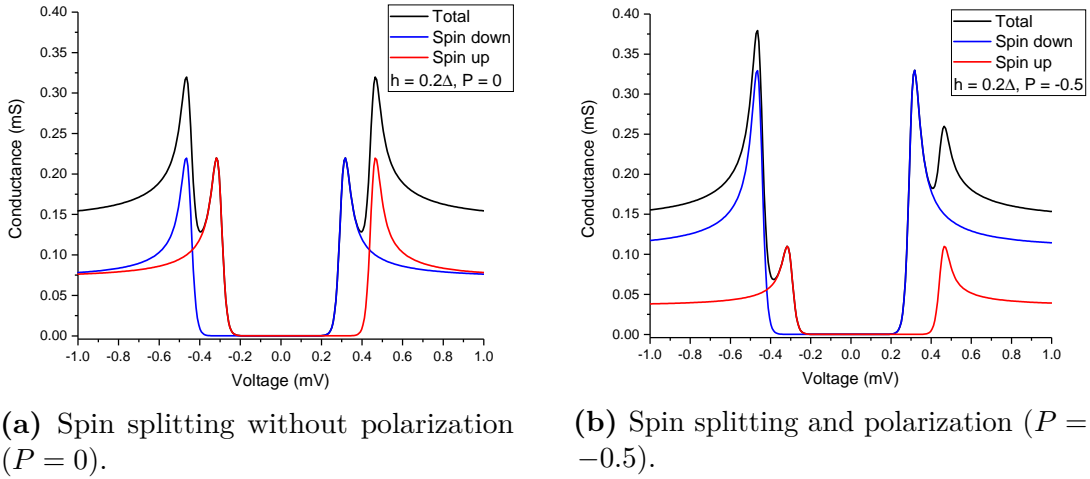 Total
Spin down
Spin up
h = 0.2Δ, P = 0
0.40
0.35
0.30
0.25
0.20
0.15
0.10
0.05
0.00
Conductance (mS)
-1.0 -0.8 -0.6 -0.4 -0.2 0.0 0.2 0.4 0.6 0.8 1.0
Voltage (mV)
(a) Spin splitting without polarization
(P = 0).
Total
Spin down
Spin up
h = 0.2Δ, P = -0.5
0.40
0.35
0.30
0.25
0.20
0.15
0.10
0.05
0.00
Conductance (mS)
-1.0 -0.8 -0.6 -0.4 -0.2 0.0 0.2 0.4 0.6 0.8 1.0
Voltage (mV)
(b) Spin splitting and polarization (P =
−0.5).